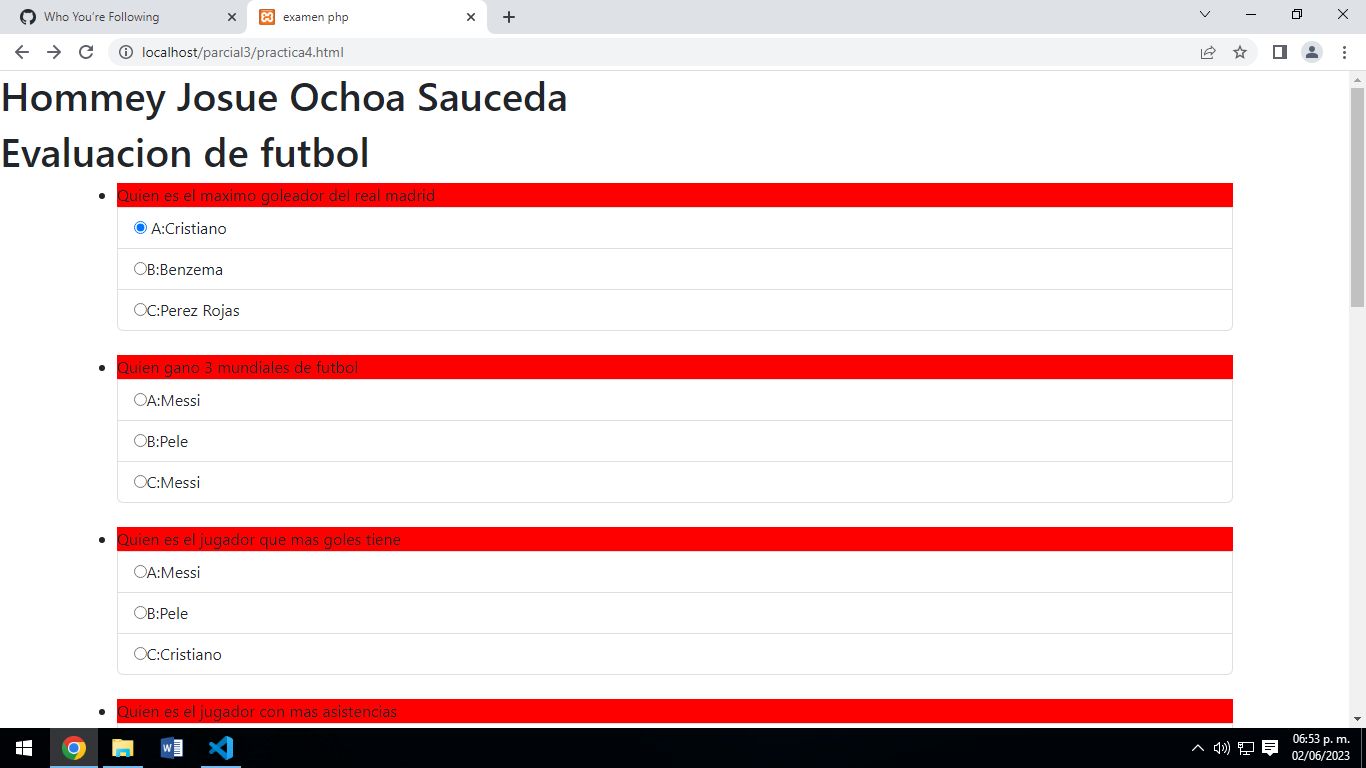 Who You're Following
examen php
localhost/parcial3/practica4.html
Hommey Josue Ochoa Sauceda
Evaluacion de futbol
Quien es el maximo goleador del real madrid
A:Cristiano
B:Benzema
C:Perez Rojas
Quien gano 3 mundiales de futbol
A:Messi
B:Pele
C:Messi
Quien es el jugador que mas goles tiene
A:Messi
B:Pele
C:Cristiano
Quien es el jugador con mas asistencias
06:53 p. m.
02/06/2023